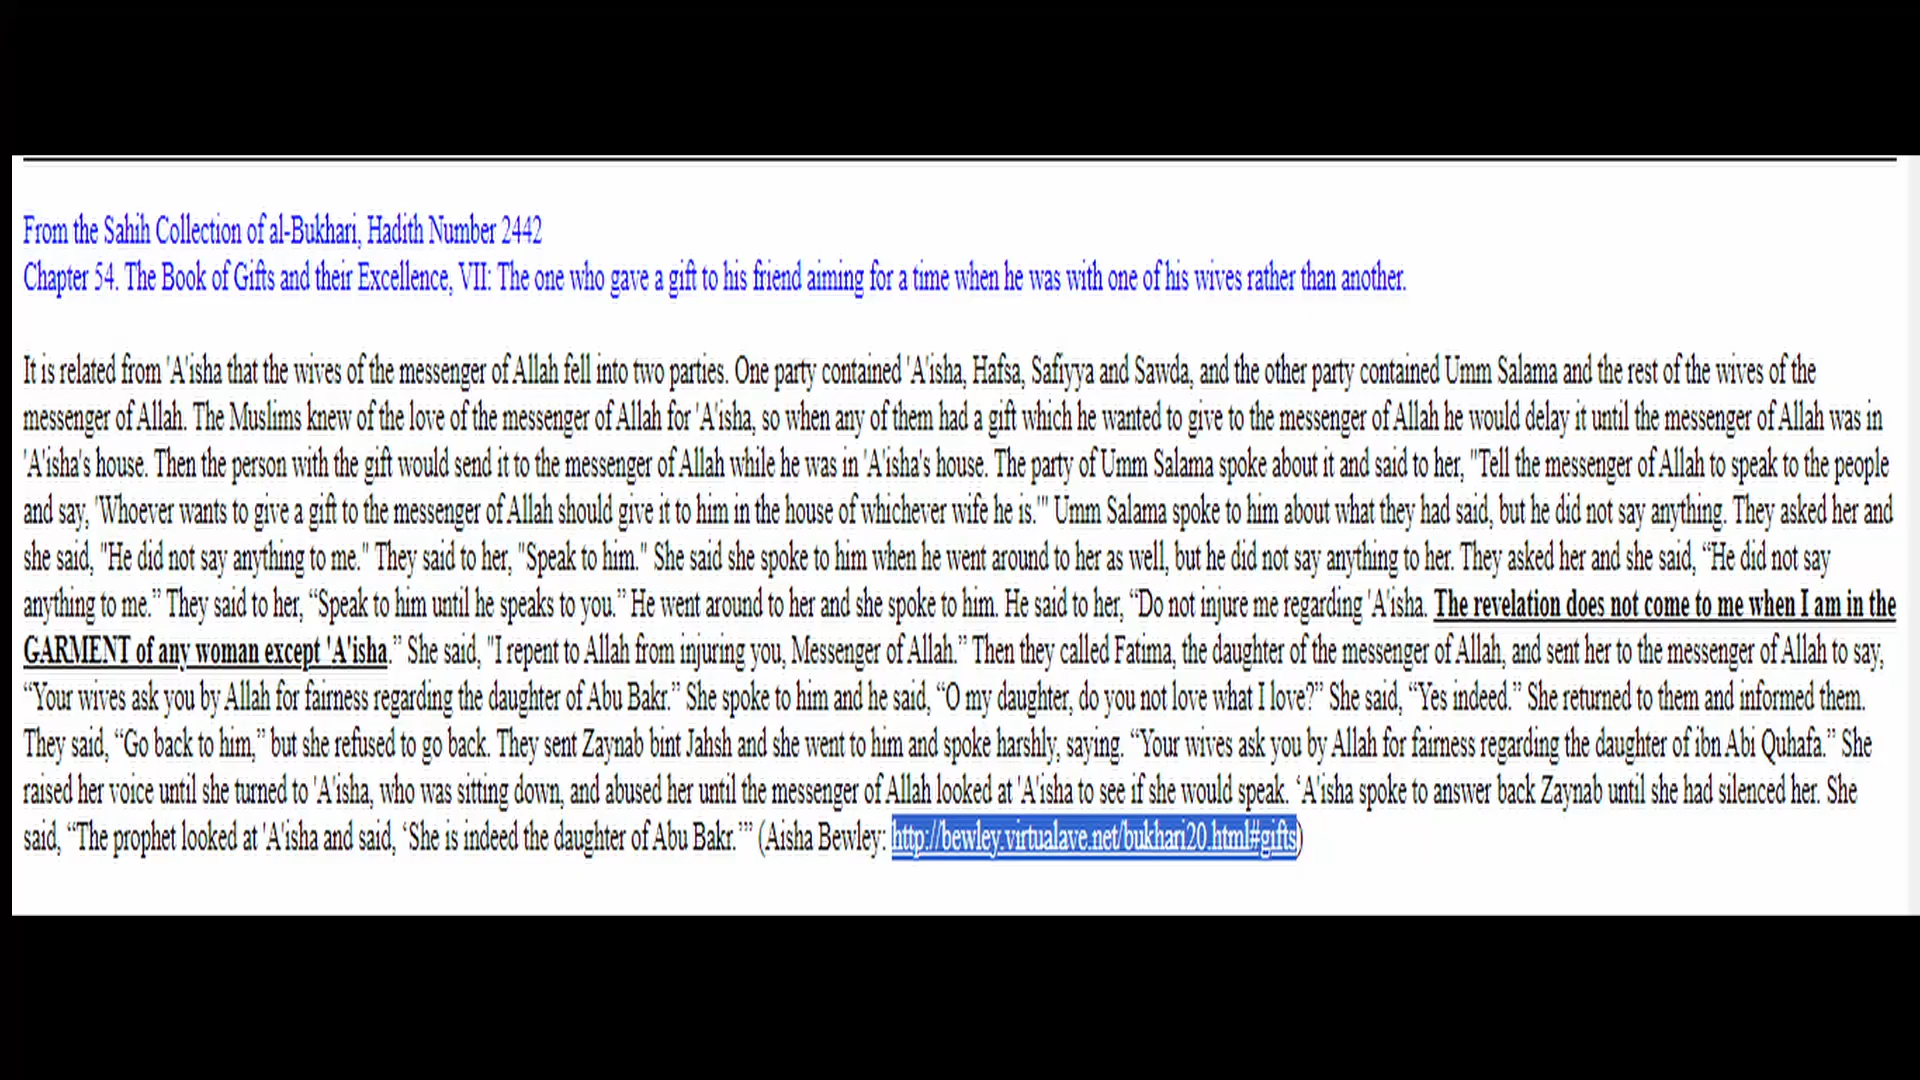 From the Sahih Collection of al-Bukhari, Hadith Number 2442
Chapter 54. The Book of Gifts and their Excellence, VII: The one who gave a gift to his friend aiming for a time when he was with one of his wives rather than another.
It is related from 'A'isha that the wives of the messenger of Allah fell into two parties. One party contained 'A'isha, Hafsa, Safiyya and Sawda, and the other party contained Umm Salama and the rest of the wives of the
messenger of Allah. The Muslims knew of the love of the messenger of Allah for 'A'isha, so when any of them had a gift which he wanted to give to the messenger of Allah he would delay it until the messenger of Allah was in
'A'isha's house. Then the person with the gift would send it to the messenger of Allah while he was in 'A'isha's house. The party of Umm Salama spoke about it and said to her, "Tell the messenger of Allah to speak to the people
and say, 'Whoever wants to give a gift to the messenger of Allah should give it to him in the house of whichever wife he is.'" Umm Salama spoke to him about what they had said, but he did not say anything. They asked her and
she said, "He did not say anything to me." They said to her, "Speak to him." She said she spoke to him when he went around to her as well, but he did not say anything to her. They asked her and she said, “He did not say
anything to me.” They said to her, “Speak to him until he speaks to you.” He went around to her and she spoke to him. He said to her, “Do not injure me regarding 'A'isha. The revelation does not come to me when I am in the
GARMENT of any woman except 'A'isha.” She said, "I repent to Allah from injuring you, Messenger of Allah.” Then they called Fatima, the daughter of the messenger of Allah, and sent her to the messenger of Allah to say,
“Your wives ask you by Allah for fairness regarding the daughter of Abu Bakr.” She spoke to him and he said, “O my daughter, do you not love what I love?” She said, “Yes indeed.” She returned to them and informed them.
They said, “Go back to him,” but she refused to go back. They sent Zaynab bint Jahsh and she went to him and spoke harshly, saying. “Your wives ask you by Allah for fairness regarding the daughter of ibn Abi Quhafa.” She
raised her voice until she turned to 'A'isha, who was sitting down, and abused her until the messenger of Allah looked at 'A'isha to see if she would speak. ‘A'isha spoke to answer back Zaynab until she had silenced her. She
said, “The prophet looked at 'A'isha and said, ‘She is indeed the daughter of Abu Bakr.’” (Aisha Bewley: http://bewley.virtualave.net/bukhari20.html#gifts)